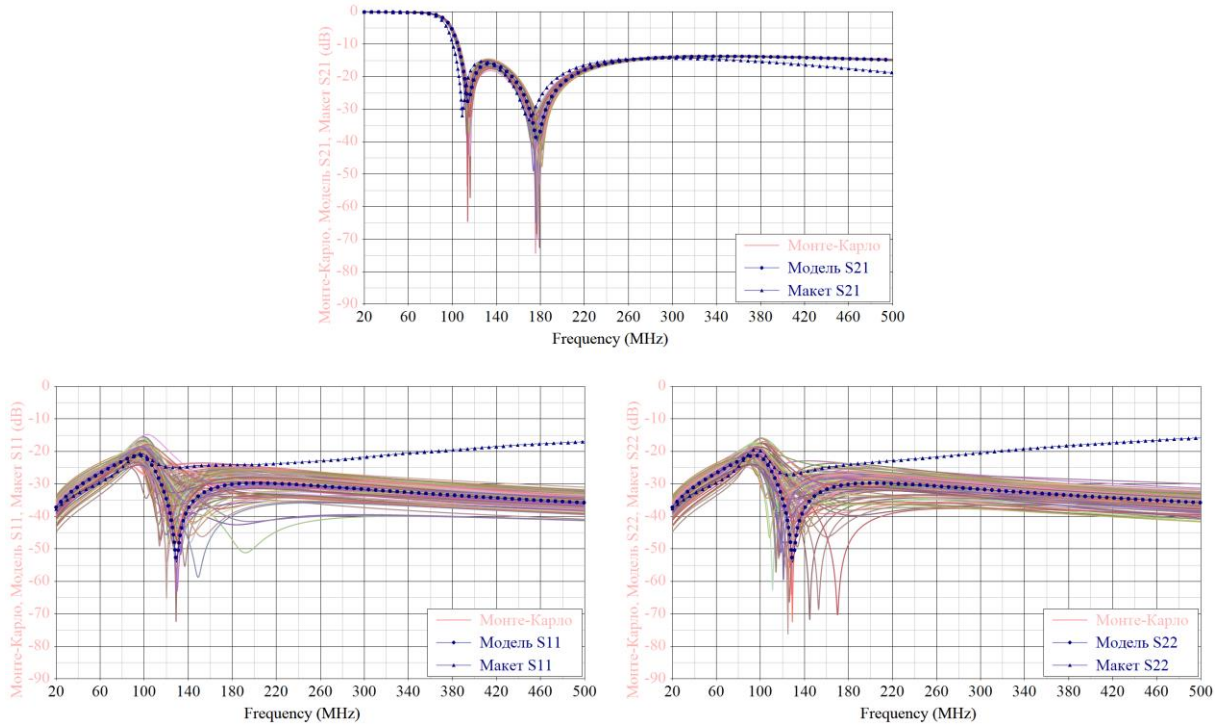 Монте-Карло, Модель S21, Макет S21 (dB)
0
-10
-20
-30
-40
-50
-60
-70
-80
-90
20 60 100 140 180 220 260 300 340 380 420 460 500
Frequency (MHz)
Монте-Карло
Модель S21
Макет S21
Монте-Карло, Модель S11, Макет S11 (dB)
0
-10
-20
-30
-40
-50
-60
-70
-80
-90
20 60 100 140 180 220 260 300 340 380 420 460 500
Frequency (MHz)
Монте-Карло
Модель S11
Макет S11
Монте-Карло, Модель S22, Макет S22 (dB)
0
-10
-20
-30
-40
-50
-60
-70
-80
-90
20 60 100 140 180 220 260 300 340 380 420 460 500
Frequency (MHz)
Монте-Карло
Модель S22
Макет S22